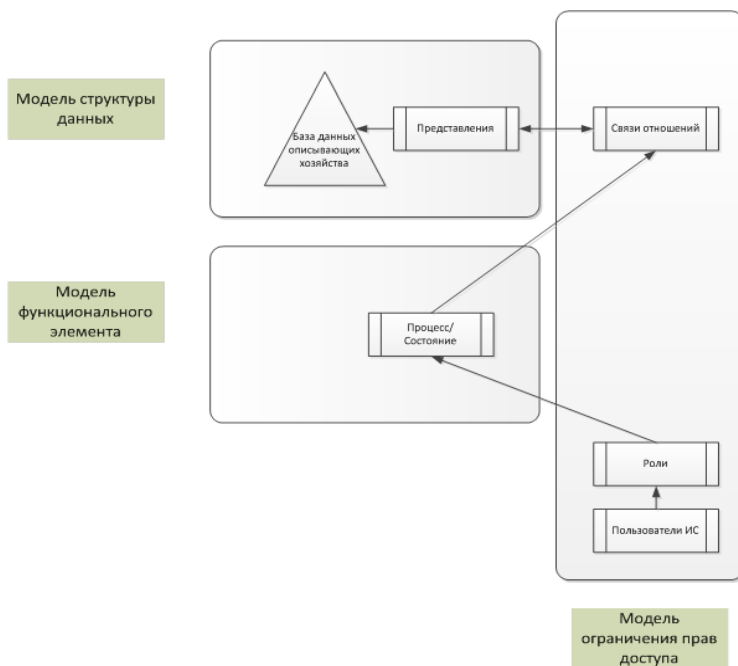 Модель структуры
данных
База данных
описывающих
хозяйства
Представления
Связи отношений
Модель
функционального
элемента
Процесс/
Состояние
Роли
Пользователи ИС
Модель
ограничения прав
доступа